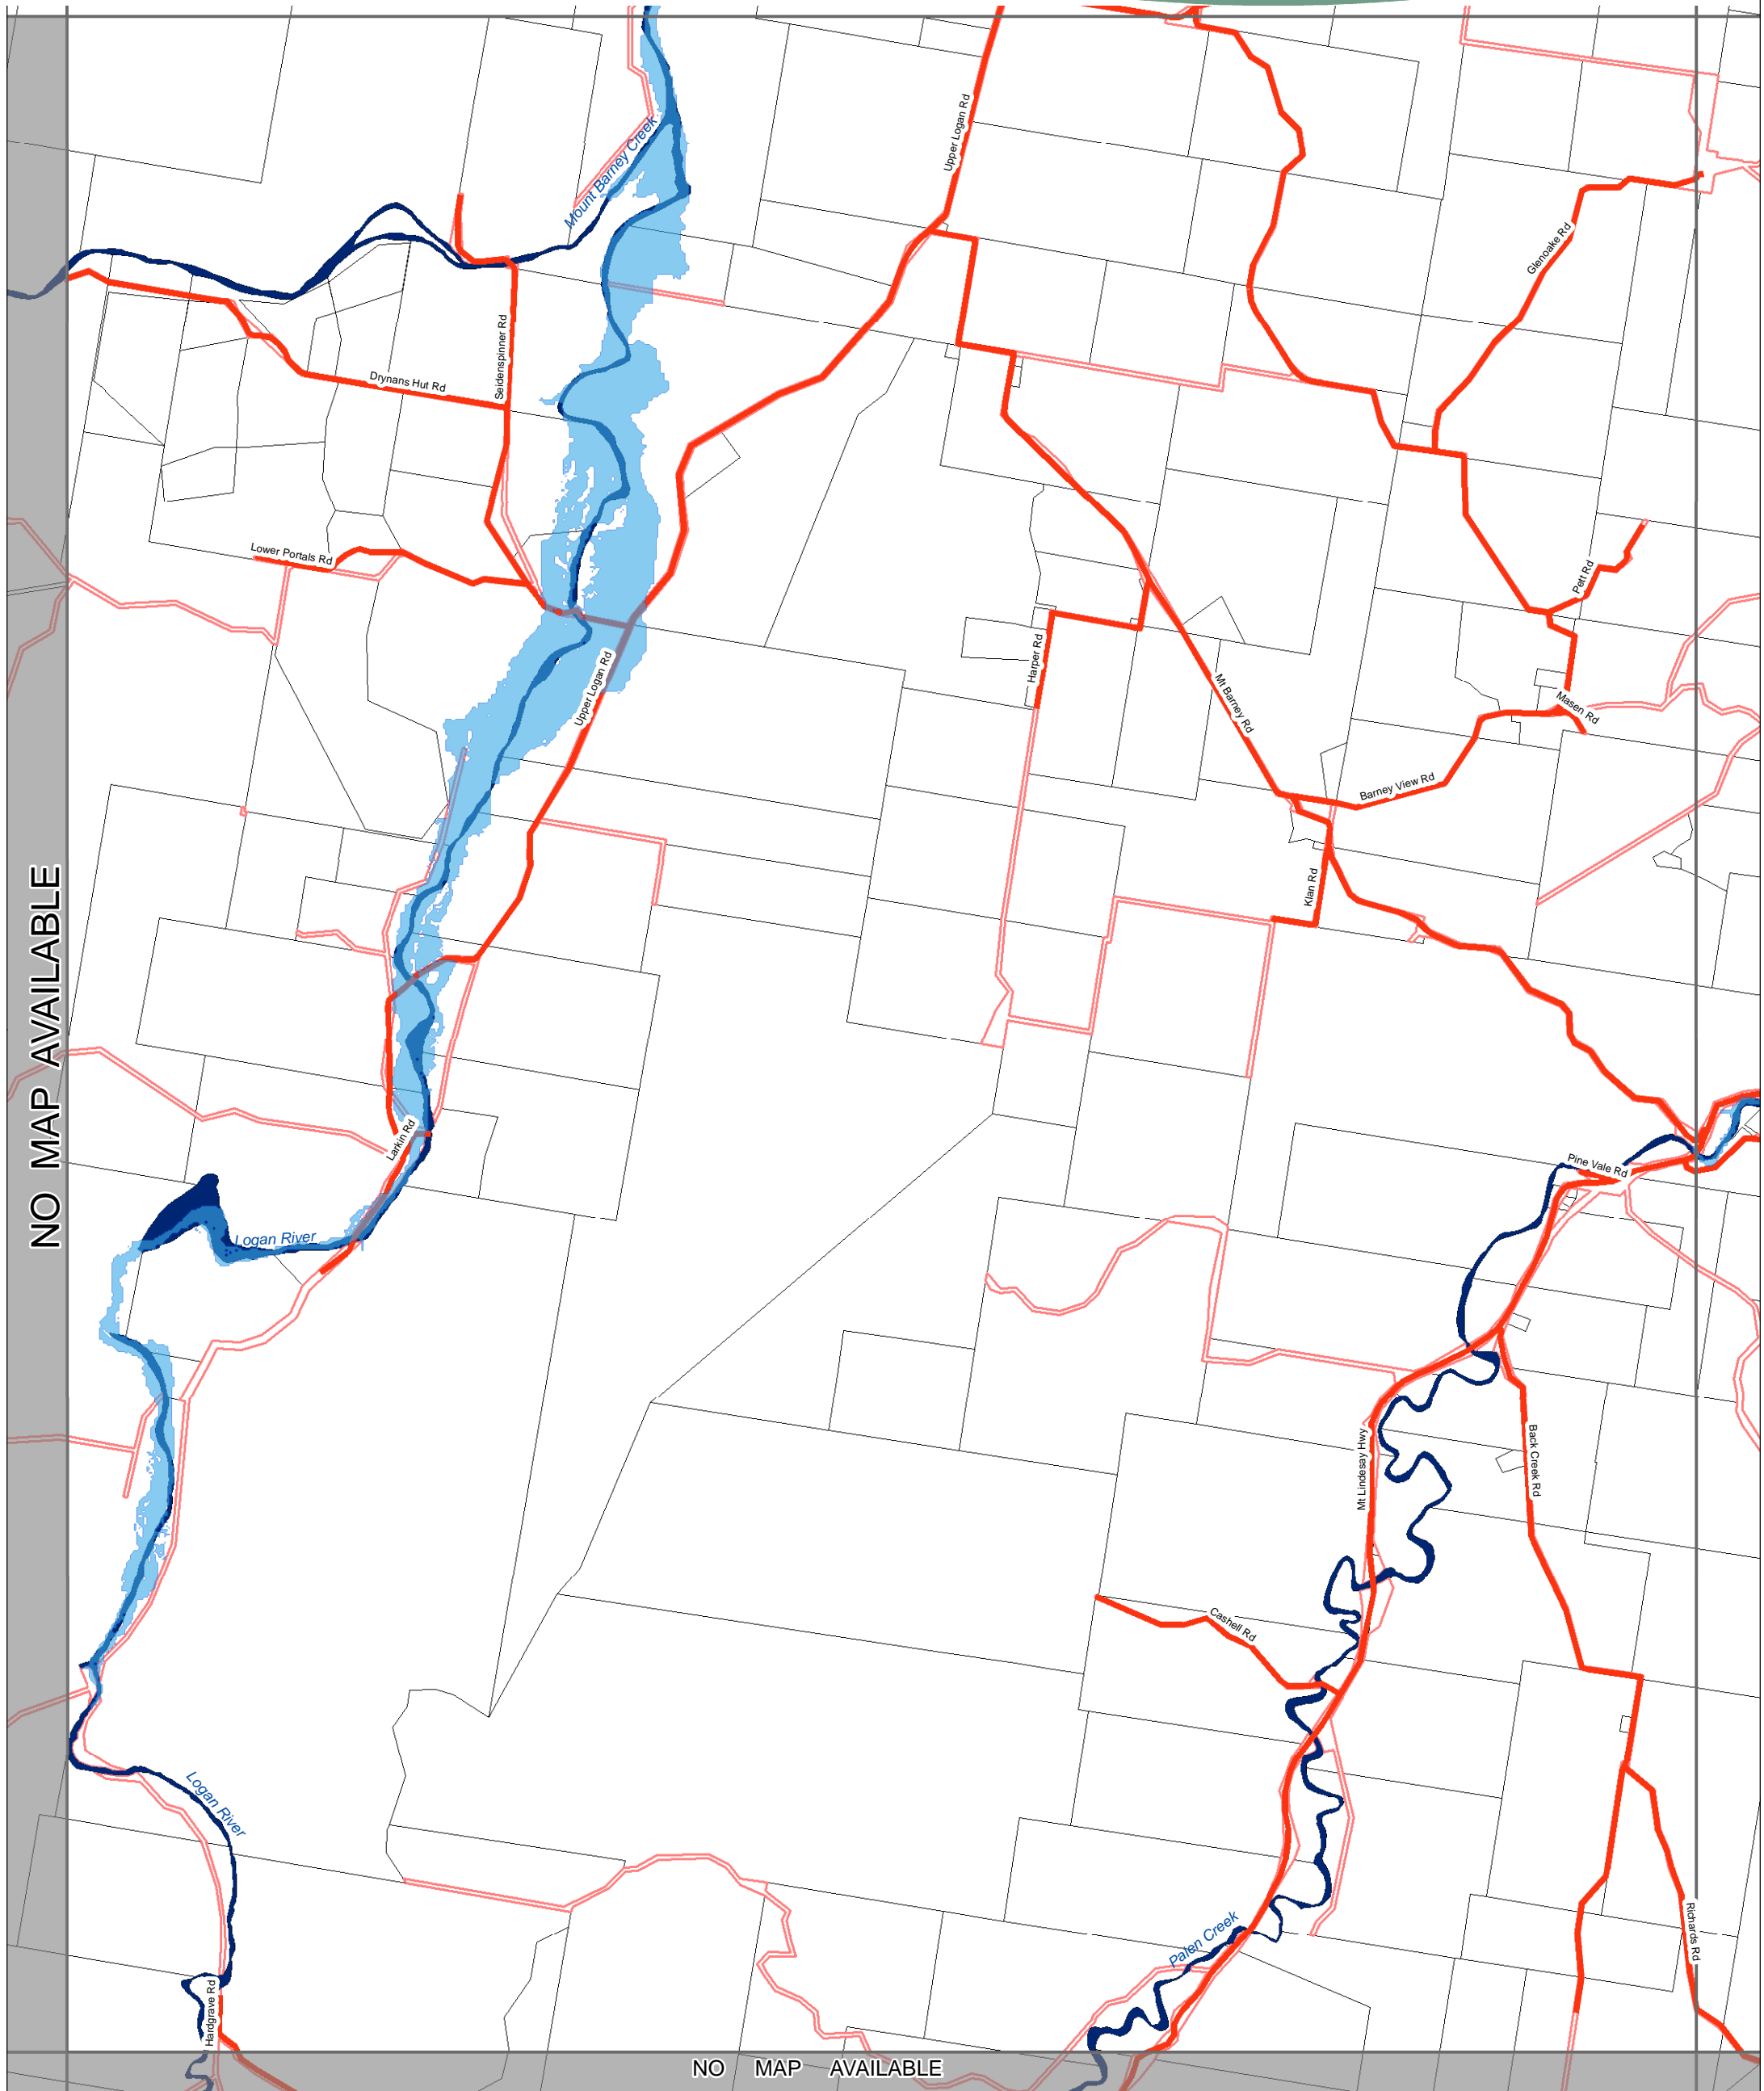 Upper Logan Rd
Mount Barney Creek
Glenoake Rd
Seidenspinner Rd
Drynans Hut Rd
Lower Portals Rd
Pett Rd
Harper Rd
Upper Logan Rd
Mt Barney Rd
Masen Rd
Barney View Rd
Klan Rd
NO MAP AVAILABLE
Larkin Rd
Pine Vale Rd
Logan River
Mt Lindesay Hwy
Back Creek Rd
Cashell Rd
Logan River
Palen Creek
Richards Rd
Hardgrave Rd
NO MAP AVAILABLE